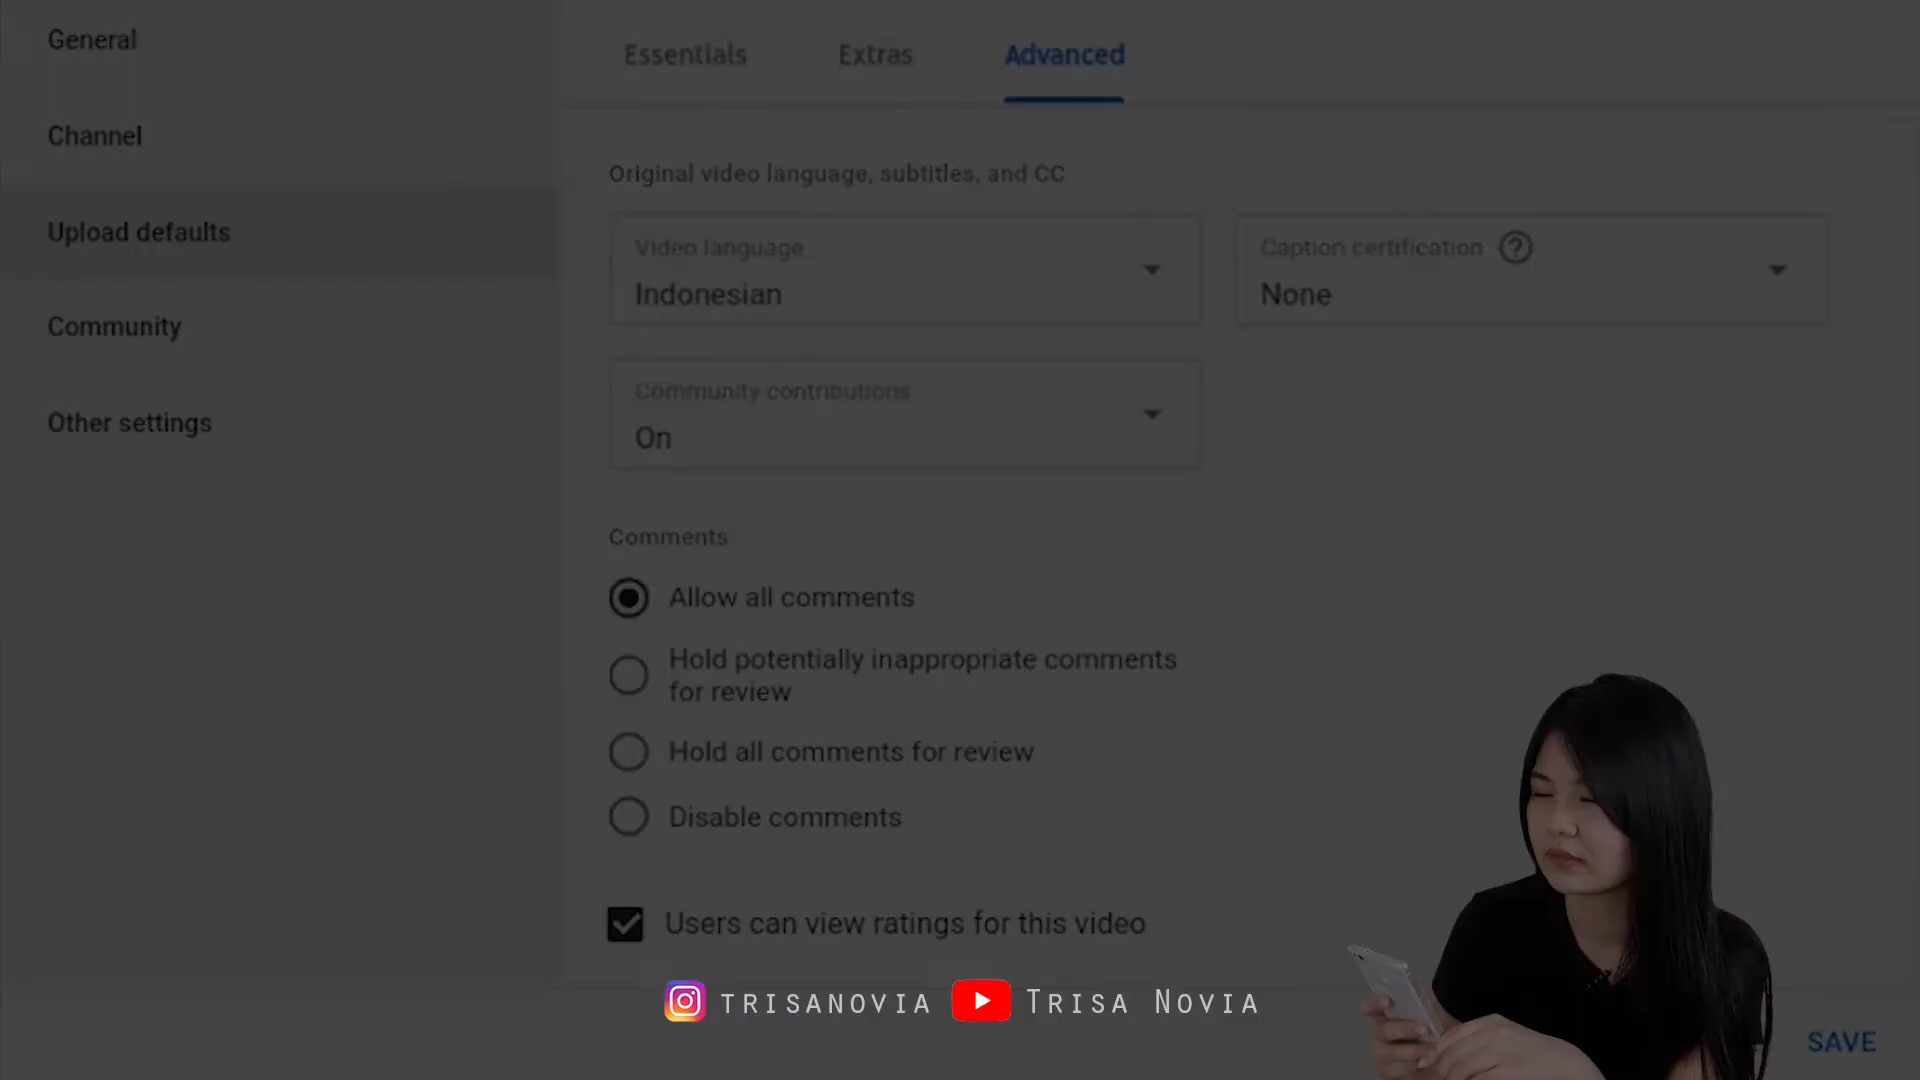 General
Channel
Upload defaults
Community
Other settings
Essentials Extras Advanced
Original video language, subtitles, and CC
Video language
Indonesian
Caption certification ?
None
Community contributions
On
Comments
Allow all comments
Hold potentially inappropriate comments
for review
Hold all comments for review
Disable comments
Users can view ratings for this video
TRISANOVIA TRISA NOVIA
SAVE